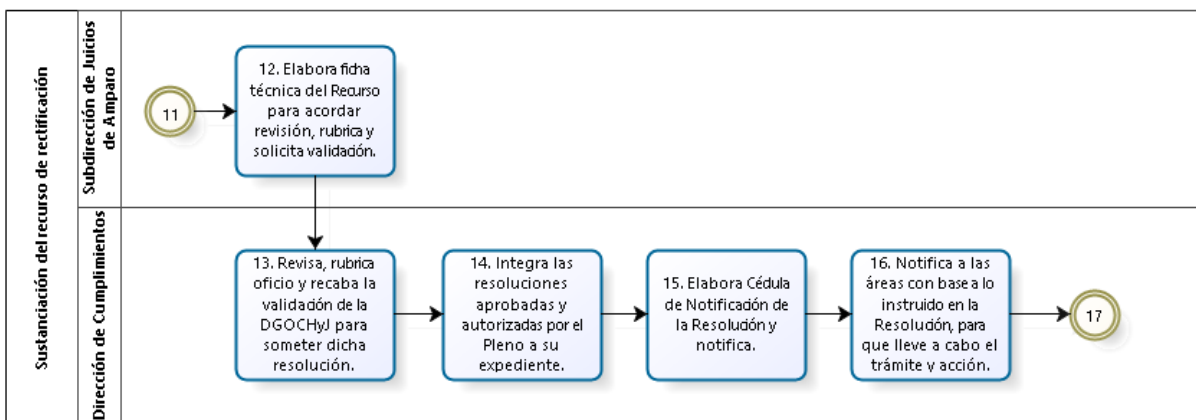 Sustanciación del recurso de rectificación
Subdirección de Juicios
de Amparo
11
12. Elabora ficha
técnica del Recurso
para acordar
revisión, rubrica y
solicita validación.
Dirección de Cumplimientos
13. Revisa, rubrica
oficio y recaba la
validación de la
DGOCHyJ para
someter dicha
resolución.
14. Integra las
resoluciones
aprobadas y
autorizadas por el
Pleno a su
expediente.
15. Elabora Cédula
de Notificación de
la Resolución y
notifica.
16. Notifica a las
áreas con base a lo
instruido en la
Resolución, para
que lleve a cabo el
trámite y acción.
17